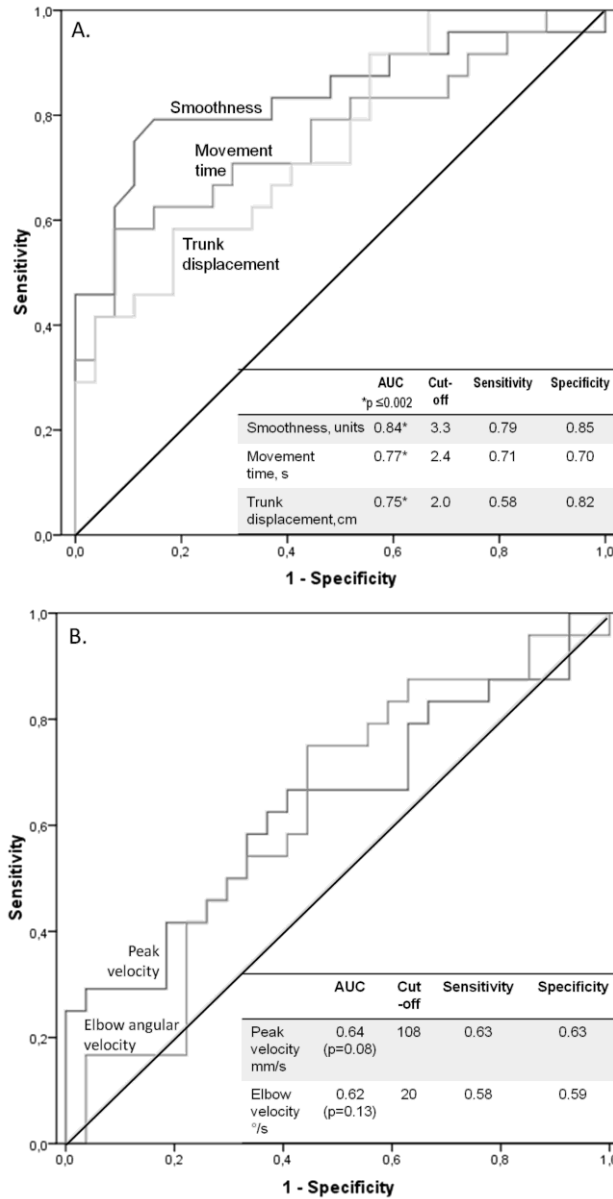 A.
1,0
0,8
0,6
0,4
0,2
0,0
Sensitivity
Smoothness
Movement
time
Trunk
displacement
AUC Cut- Sensitivity Specificity
*p ≤0.002 off
Smoothness, units 0.84* 3.3 0.79 0.85
Movement 0.77* 2.4 0.71 0.70
time, s
Trunk 0.75* 2.0 0.58 0.82
displacement,cm
0,0 0,2 0,4 0,6 0,8 1,0
1 - Specificity
B.
1,0
0,8
0,6
0,4
0,2
0,0
Sensitivity
Peak
velocity
Elbow angular
velocity
AUC Cut Sensitivity Specificity
-off
Peak 0.64 108 0.63 0.63
velocity (p=0.08)
mm/s
Elbow 0.62 20 0.58 0.59
velocity (p=0.13)
°/s
0,0 0,2 0,4 0,6 0,8 1,0
1 - Specificity